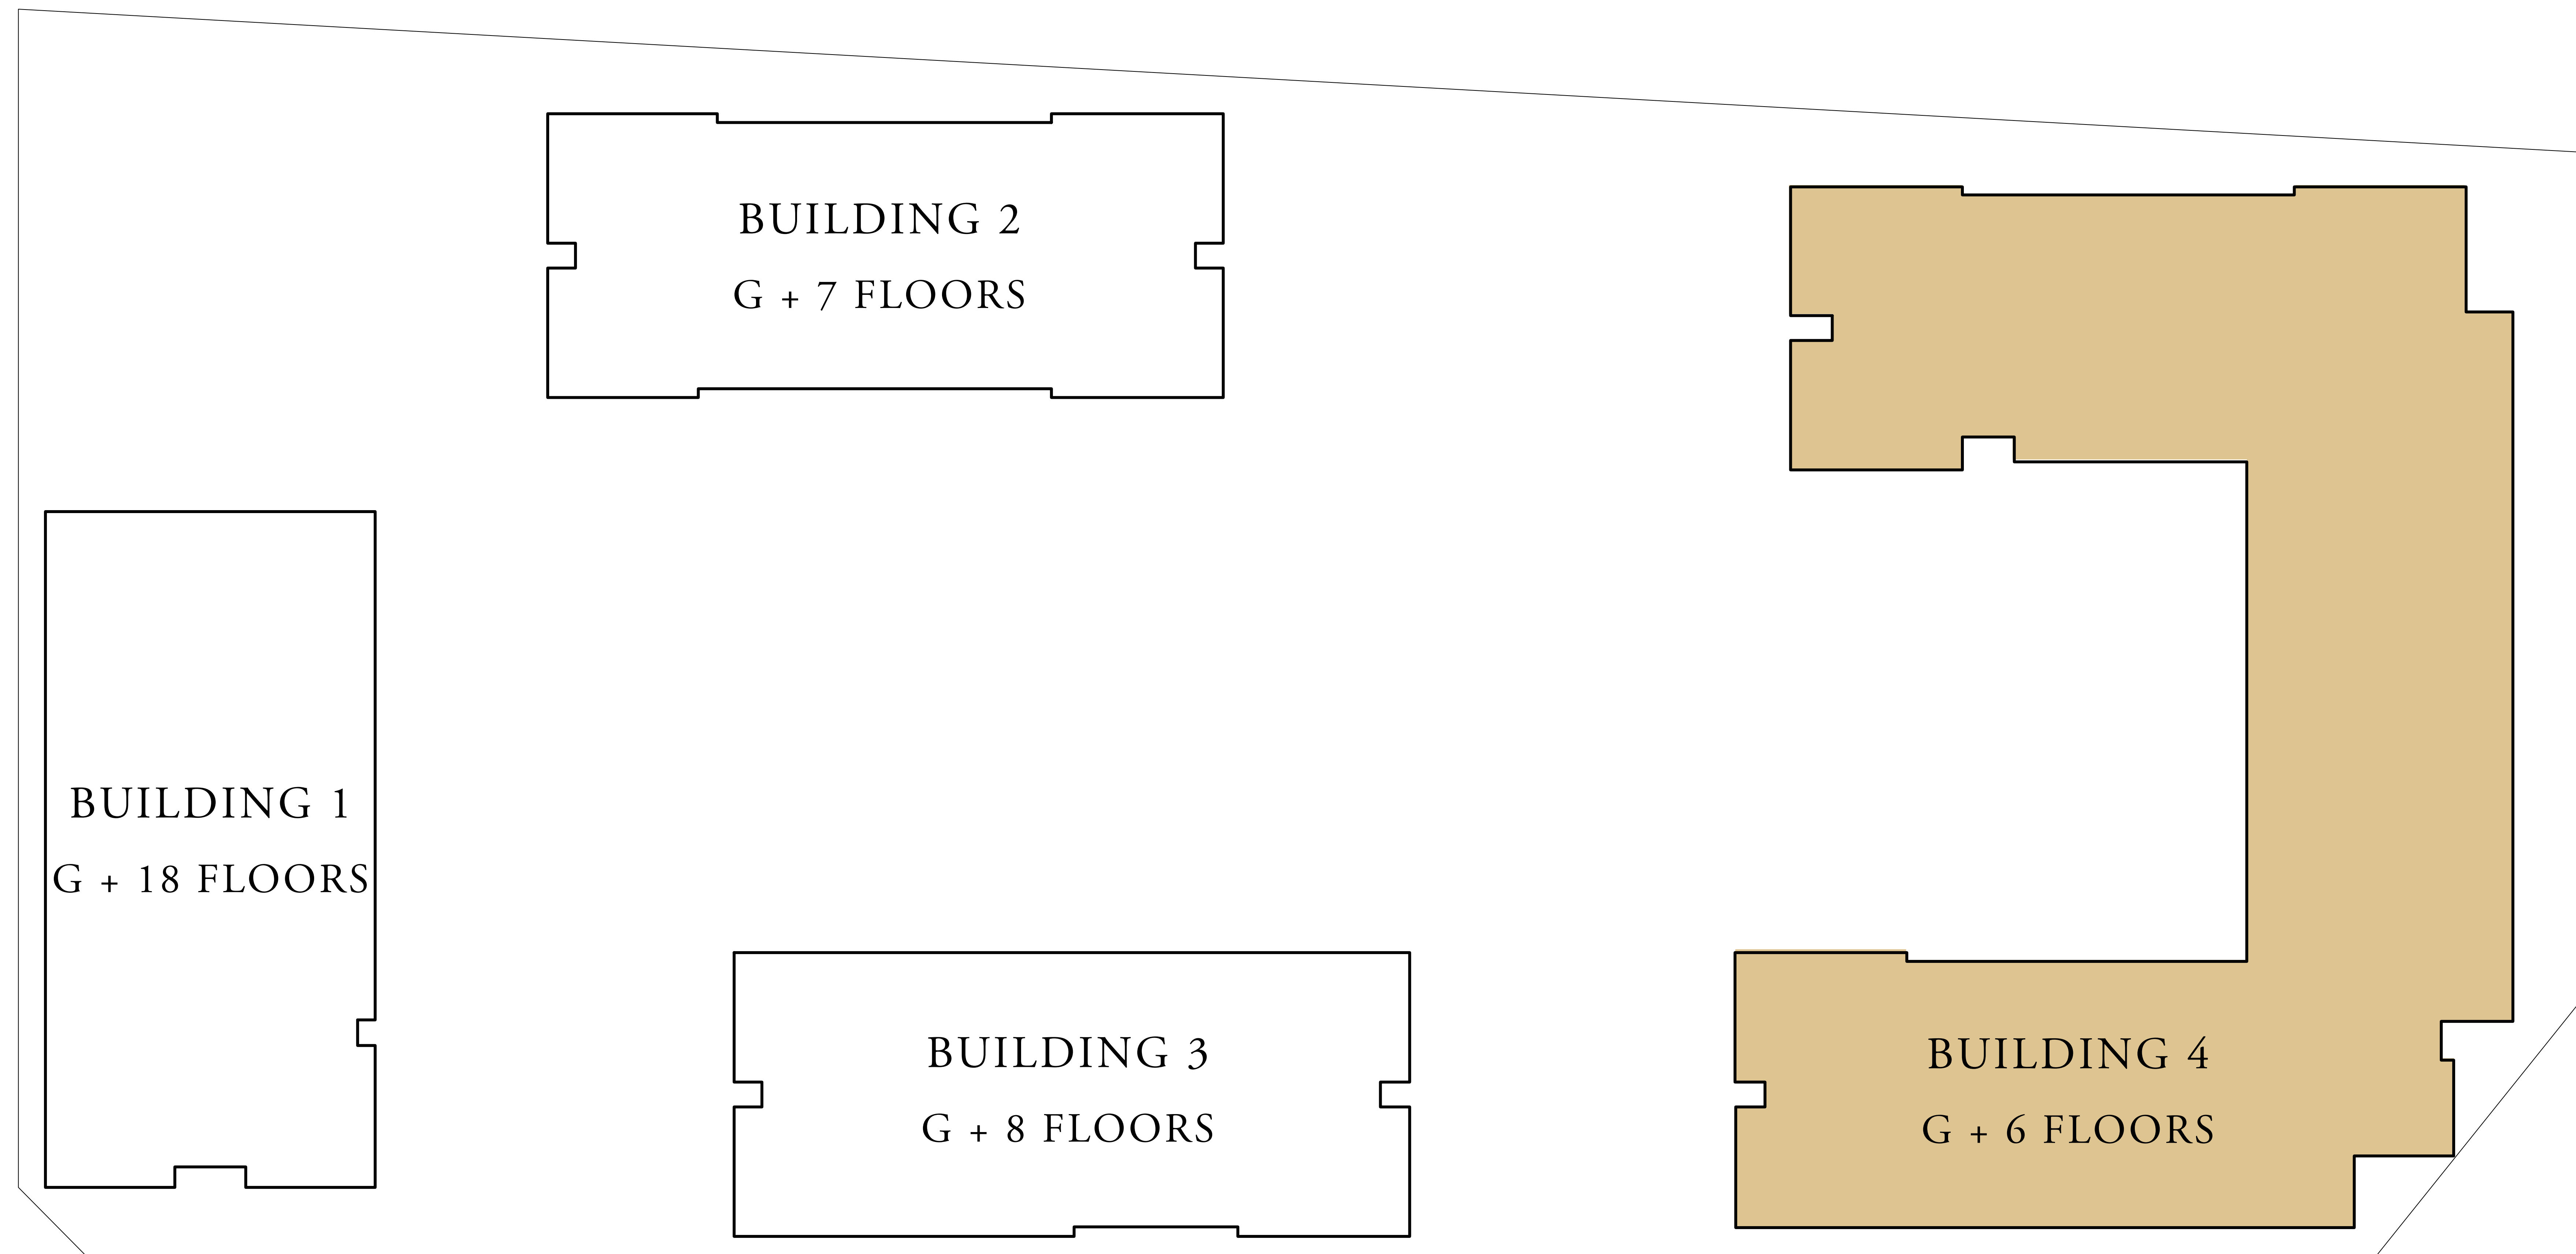 BUILDING 2
G + 7 FLOORS
BUILDING 1
G + 18 FLOORS
BUILDING 3
G + 8 FLOORS
BUILDING 4
G + 6 FLOORS